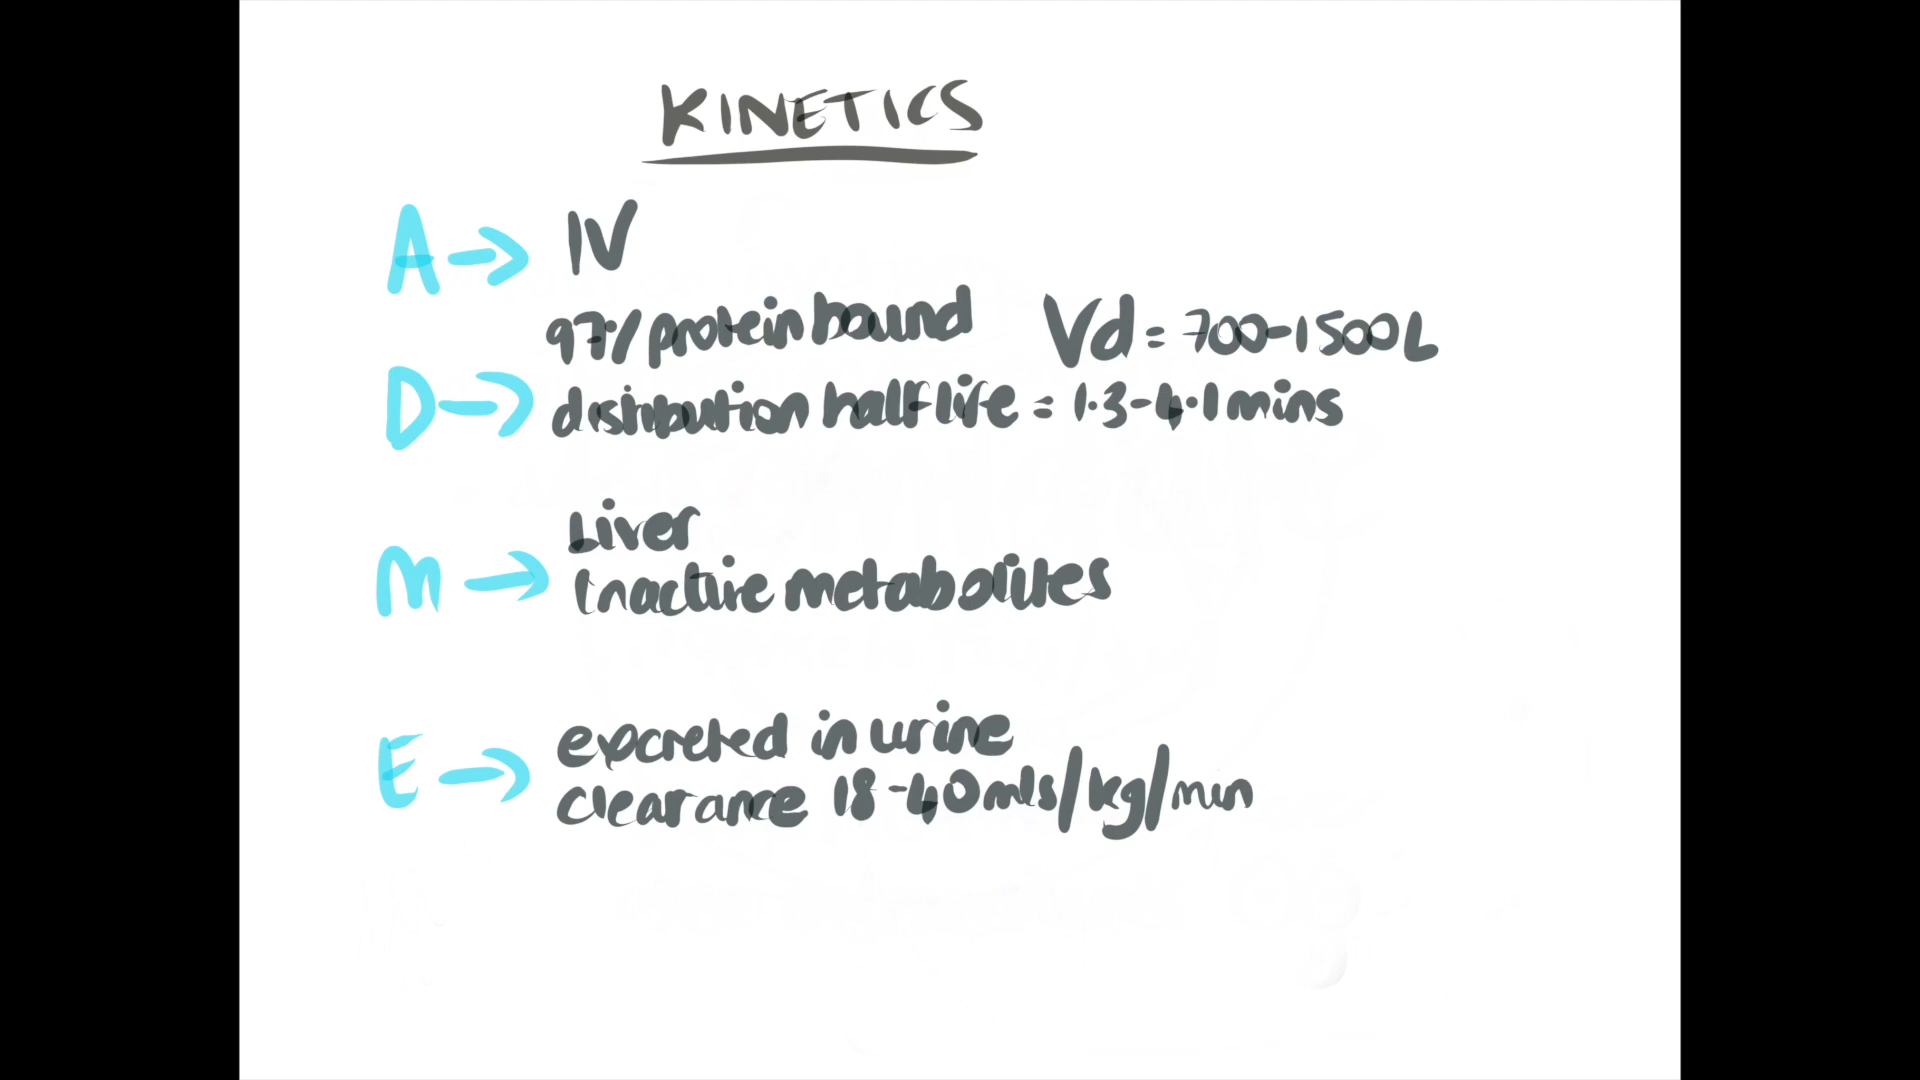 KINETICS
A → IV
97% protein bound Vd = 700-1500L
D → distribution half life = 1.3-4.1 mins
Liver
M → inactive metabolites
E → excreted in urine
clearance 18-40mls/kg/min